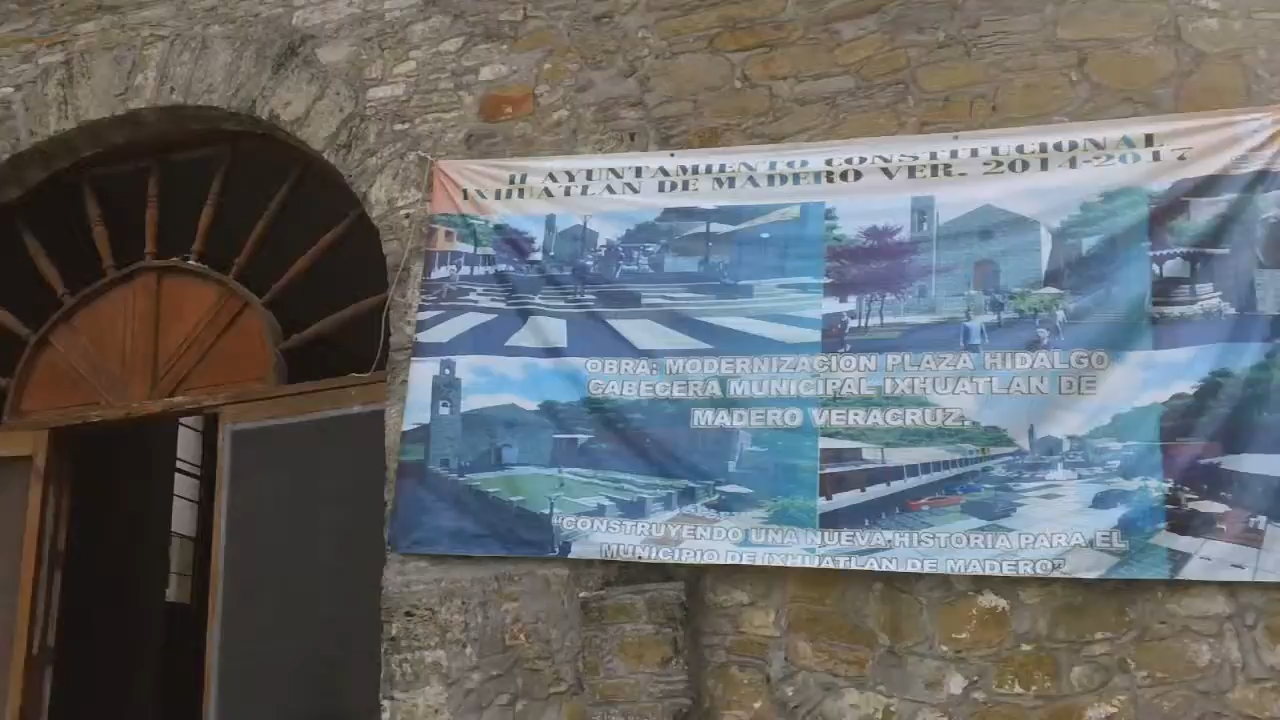 H AYUNTAMIENTO CONSTITUCIONAL
IXHUATLAN DE MADERO VER. 2014-2017
OBRA: MODERNIZACION PLAZA HIDALGO
CABECERA MUNICIPAL IXHUATLAN DE
MADERO VERACRUZ.
"CONSTRUYENDO UNA NUEVA HISTORIA PARA EL
MUNICIPIO DE IXHUATLAN DE MADERO"